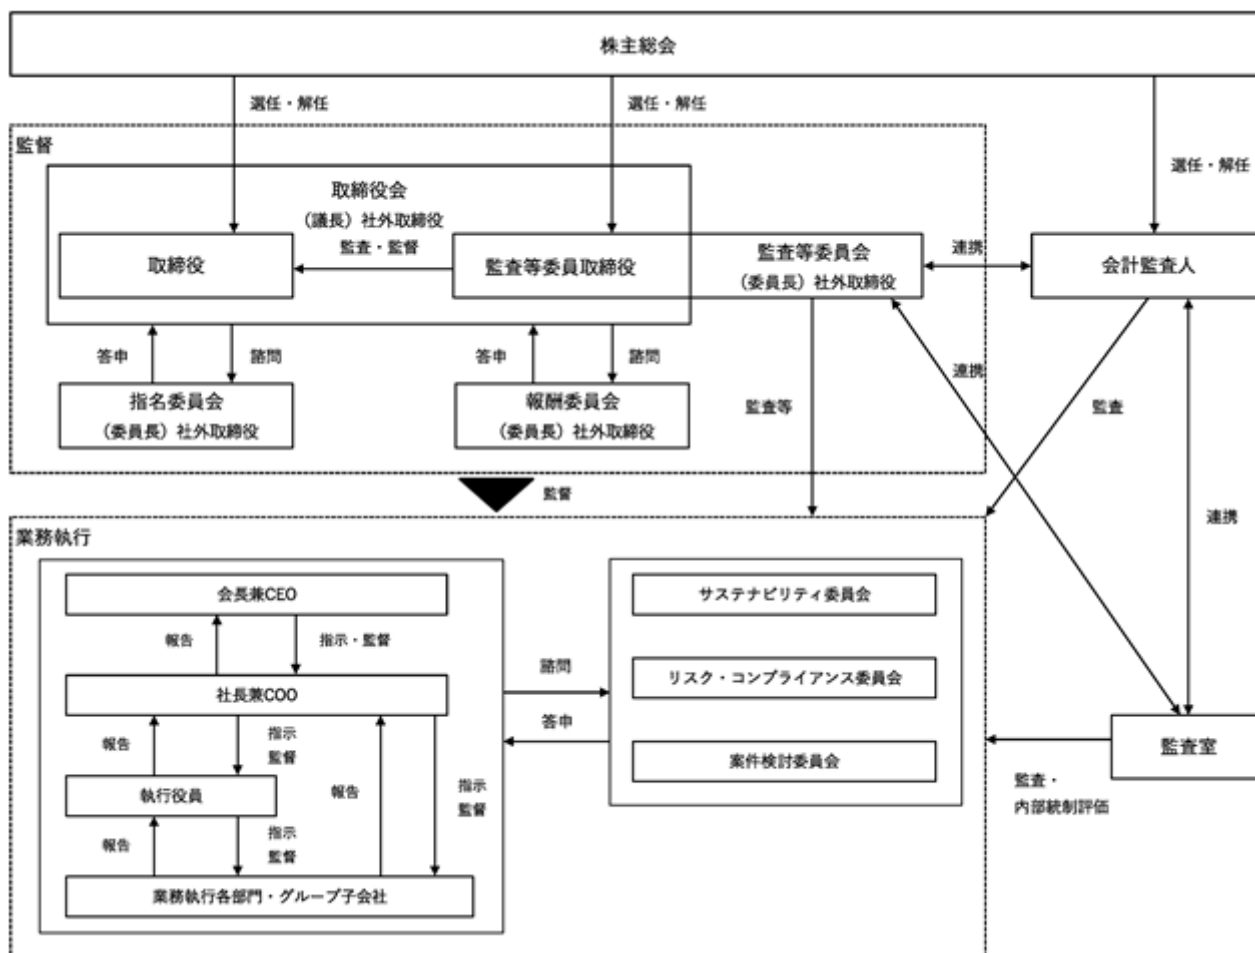 株主総会
選任・解任
選任・解任
選任・解任
監督
取締役会
（議長）社外取締役
取締役
監査・監督
監査等委員取締役
監査等委員会
（委員長）社外取締役
連携
会計監査人
答申
諮問
答申
諮問
指名委員会
（委員長）社外取締役
報酬委員会
（委員長）社外取締役
監査等
連携
監査
連携
監督
業務執行
会長兼CEO
報告
指示・監督
社長兼COO
報告
指示
監督
執行役員
報告
指示
監督
報告
指示
監督
業務執行各部門・グループ子会社
諮問
答申
サステナビリティ委員会
リスク・コンプライアンス委員会
案件検討委員会
監査室
監査・
内部統制評価